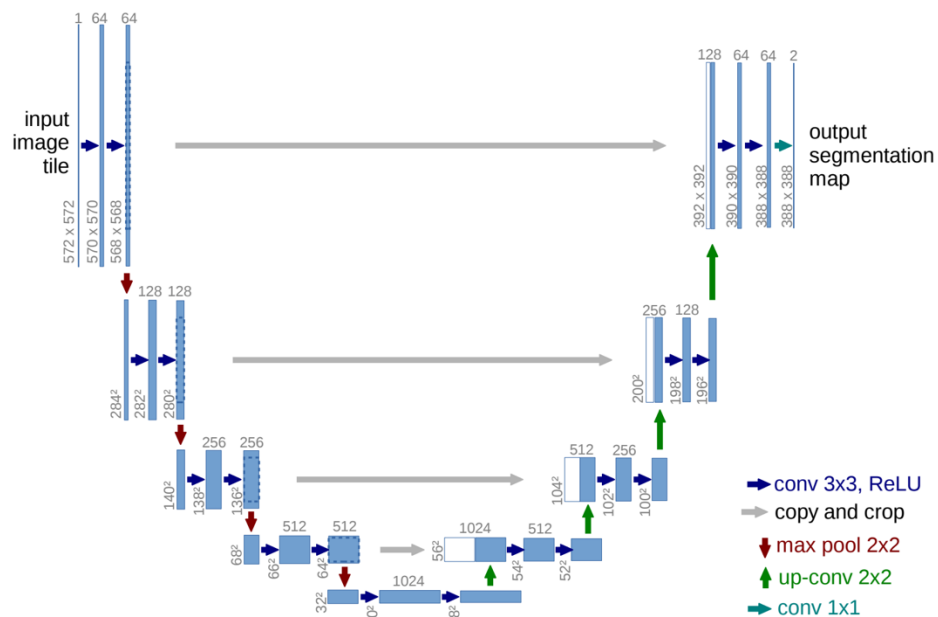 1 64 64
input
image
tile
572 x 572
570 x 570
568 x 568
128 64 64 2
output
segmentation
map
392 x 392
390 x 390
388 x 388
388 x 388
128 128
284²
282²
280²
256 128
200²
198²
196²
256 256
140²
138²
136²
512 256
104²
102²
100²
512 512
68²
66²
64²
1024 512
56²
54²
52²
1024
32²
0²
8²
conv 3x3, ReLU
copy and crop
max pool 2x2
up-conv 2x2
conv 1x1